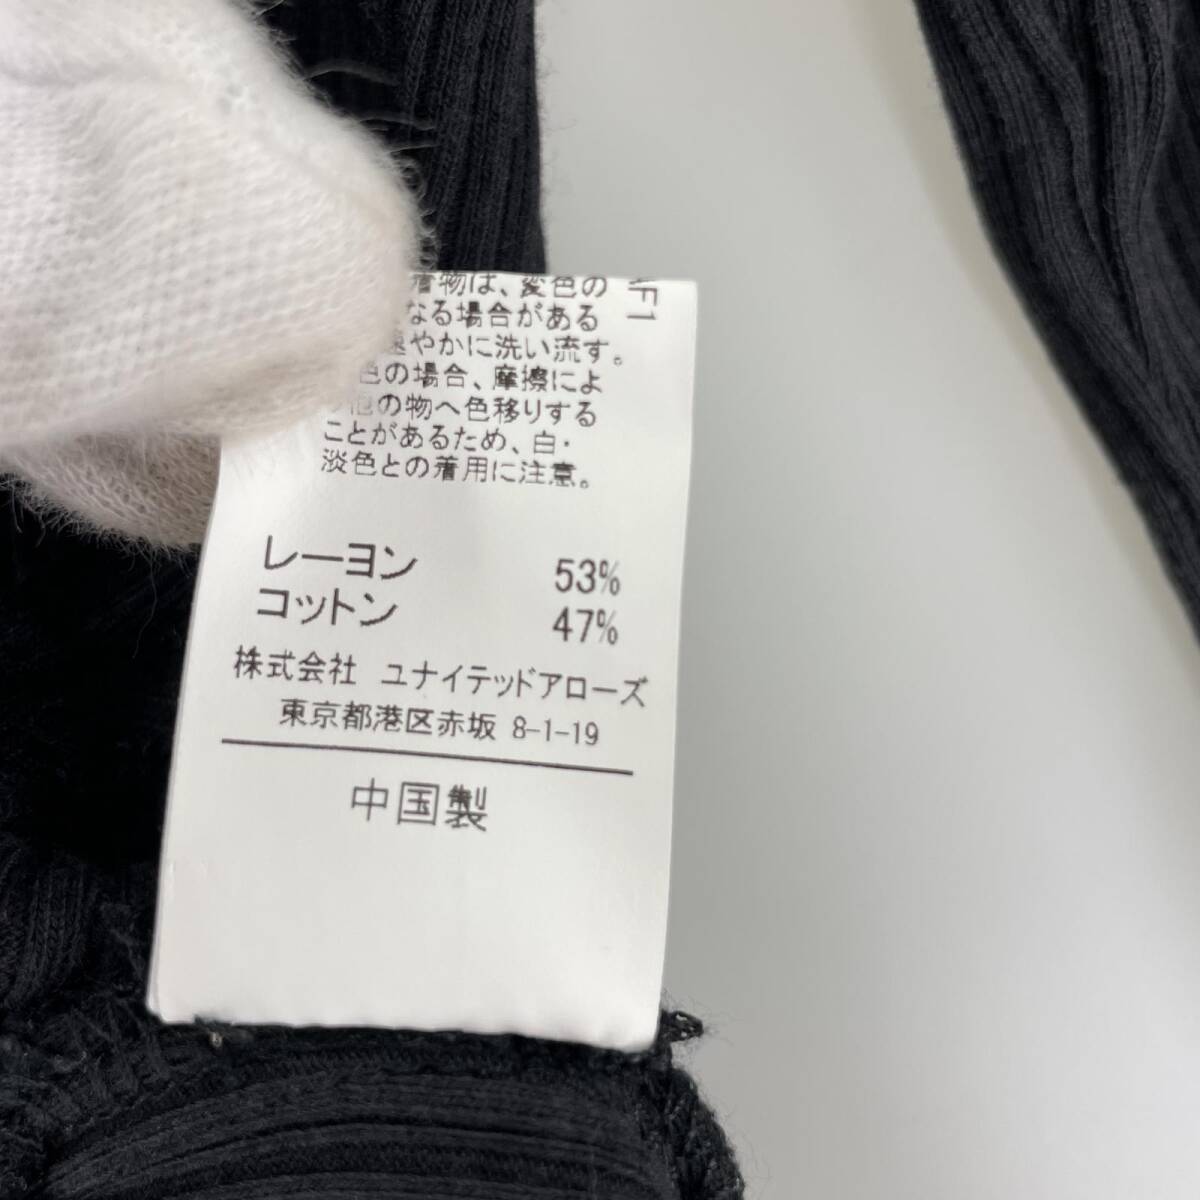 着物は、変色の
なる場合がある
速やかに洗い流す。
色の場合、摩擦によ
り他の物へ色移りする
ことがあるため、白・
淡色との着用に注意。
F1
レーヨン 53%
コットン 47%
株式会社 ユナイテッドアローズ
東京都港区赤坂 8-1-19
中国製